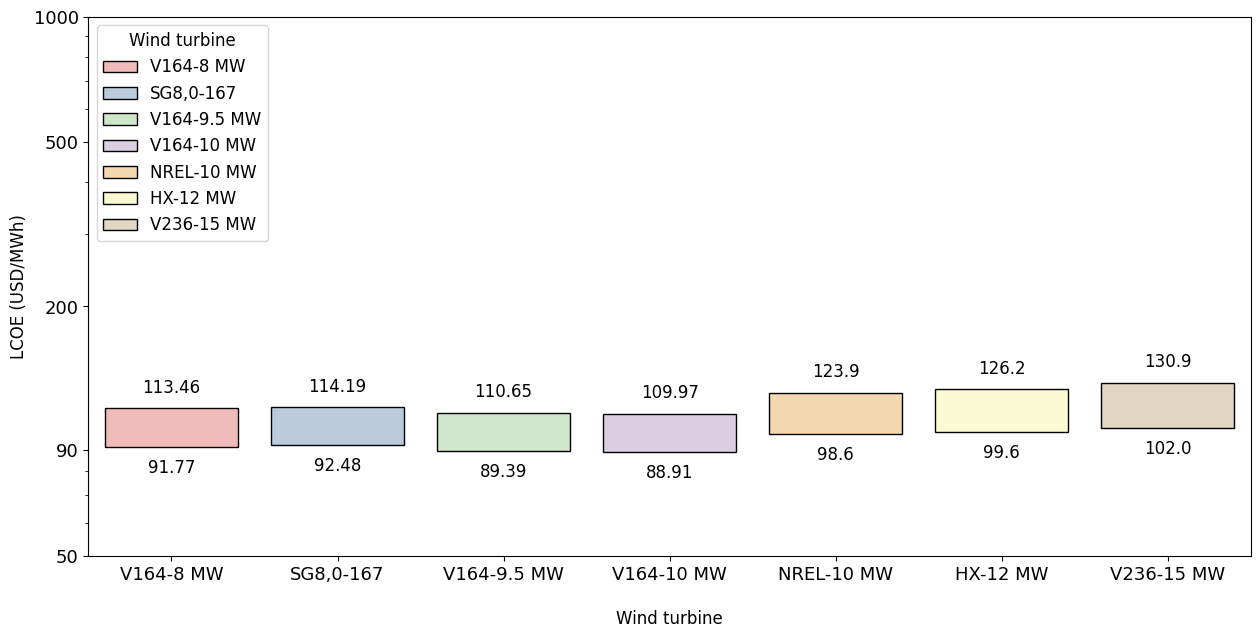 1000
500
200
90
50
LCOE (USD/MWh)
Wind turbine
V164-8 MW
SG8,0-167
V164-9.5 MW
V164-10 MW
NREL-10 MW
HX-12 MW
V236-15 MW
113.46
91.77
114.19
92.48
110.65
89.39
109.97
88.91
123.9
98.6
126.2
99.6
130.9
102.0
V164-8 MW
SG8,0-167
V164-9.5 MW
V164-10 MW
NREL-10 MW
HX-12 MW
V236-15 MW
Wind turbine